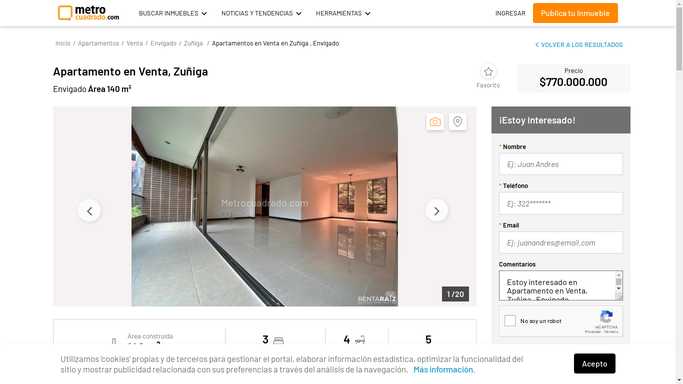 metro
cuadrado.com
BUSCAR INMUEBLES
NOTICIAS Y TENDENCIAS
HERRAMIENTAS
INGRESAR
Publica tu Inmueble
Inicio / Apartamentos / Venta / Envigado / Zuñiga / Apartamentos en Venta en Zuñiga , Envigado
VOLVER A LOS RESULTADOS
Apartamento en Venta, Zuñiga
Envigado Área 140 m²
Favorito
Precio
$770.000.000
Metrocuadrado.com
RENTARAÍZ
1 / 20
¡Estoy Interesado!
* Nombre
Ej: Juan Andres
* Teléfono
Ej: 322*******
* Email
Ej: juanandres@email.com
Comentarios
Estoy interesado en
Apartamento en Venta,
Zuñiga , Envigado
No soy un robot
reCAPTCHA
Privacidad - Términos
Área construida
3
4
5
Utilizamos 'cookies' propias y de terceros para gestionar el portal, elaborar información estadística, optimizar la funcionalidad del
sitio y mostrar publicidad relacionada con sus preferencias a través del análisis de la navegación. Más información.
Acepto